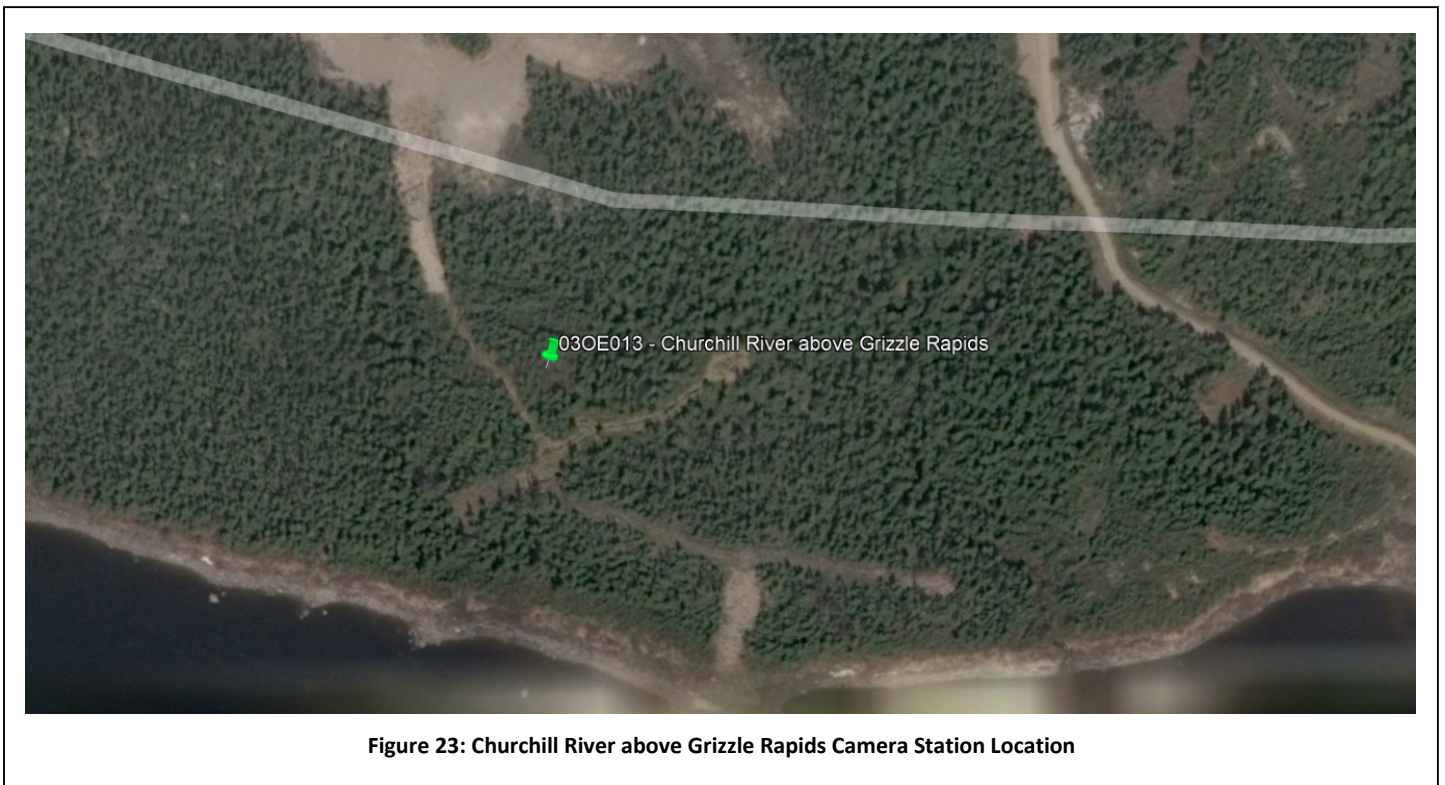 03OE013 - Churchill River above Grizzle Rapids
Figure 23: Churchill River above Grizzle Rapids Camera Station Location